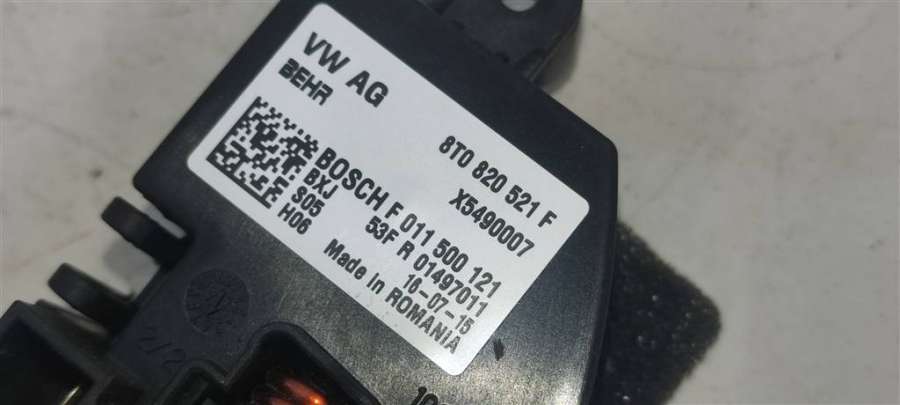 VW AG
BEHR
8T0 820 521 F
X5490007
BOSCH F 011 500 121
BXJ 53F R 01497011
S05 16-07-15
H06 Made in ROMANIA